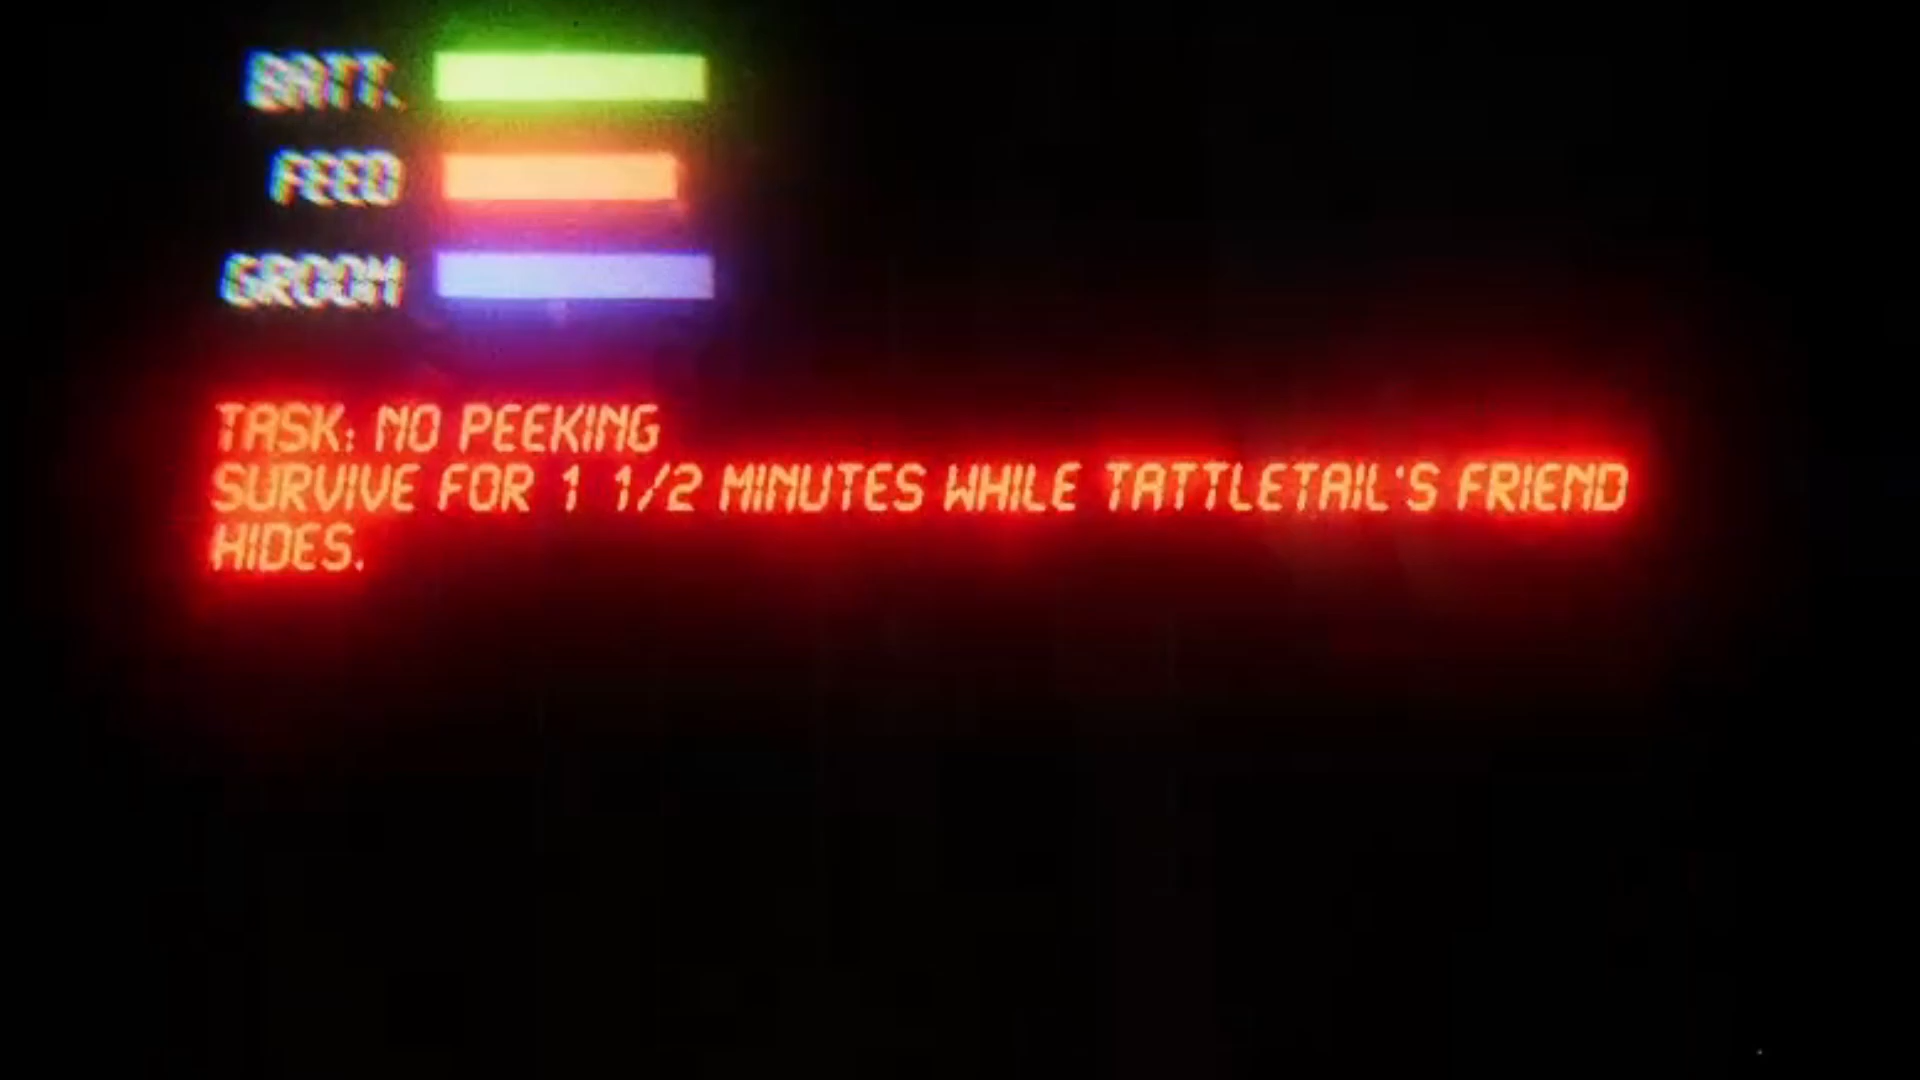 BATT.
FEED
GROOM
TASK: NO PEEKING
SURVIVE FOR 1 1/2 MINUTES WHILE TATTLETAIL'S FRIEND
HIDES.